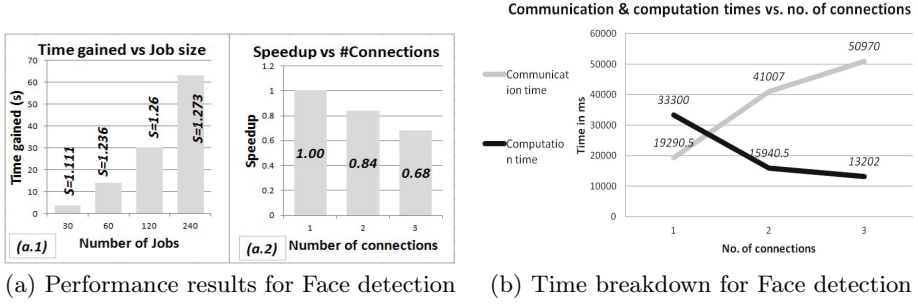 Time gained vs Job size
Time gained (s)
70
60
50
40
30
20
10
0
S=1.111
S=1.236
S=1.26
S=1.273
30 60 120 240
Number of Jobs
(a.1)
Speedup vs #Connections
Speedup
1.2
1
0.8
0.6
0.4
0.2
0
1.00
0.84
0.68
1 2 3
Number of connections
(a.2)
(a) Performance results for Face detection
Communication & computation times vs. no. of connections
Communicat
ion time
Computatio
n time
Time in ms
60000
50000
40000
30000
20000
10000
0
33300
19290.5
41007
15940.5
50970
13202
1 2 3
No. of connections
(b) Time breakdown for Face detection